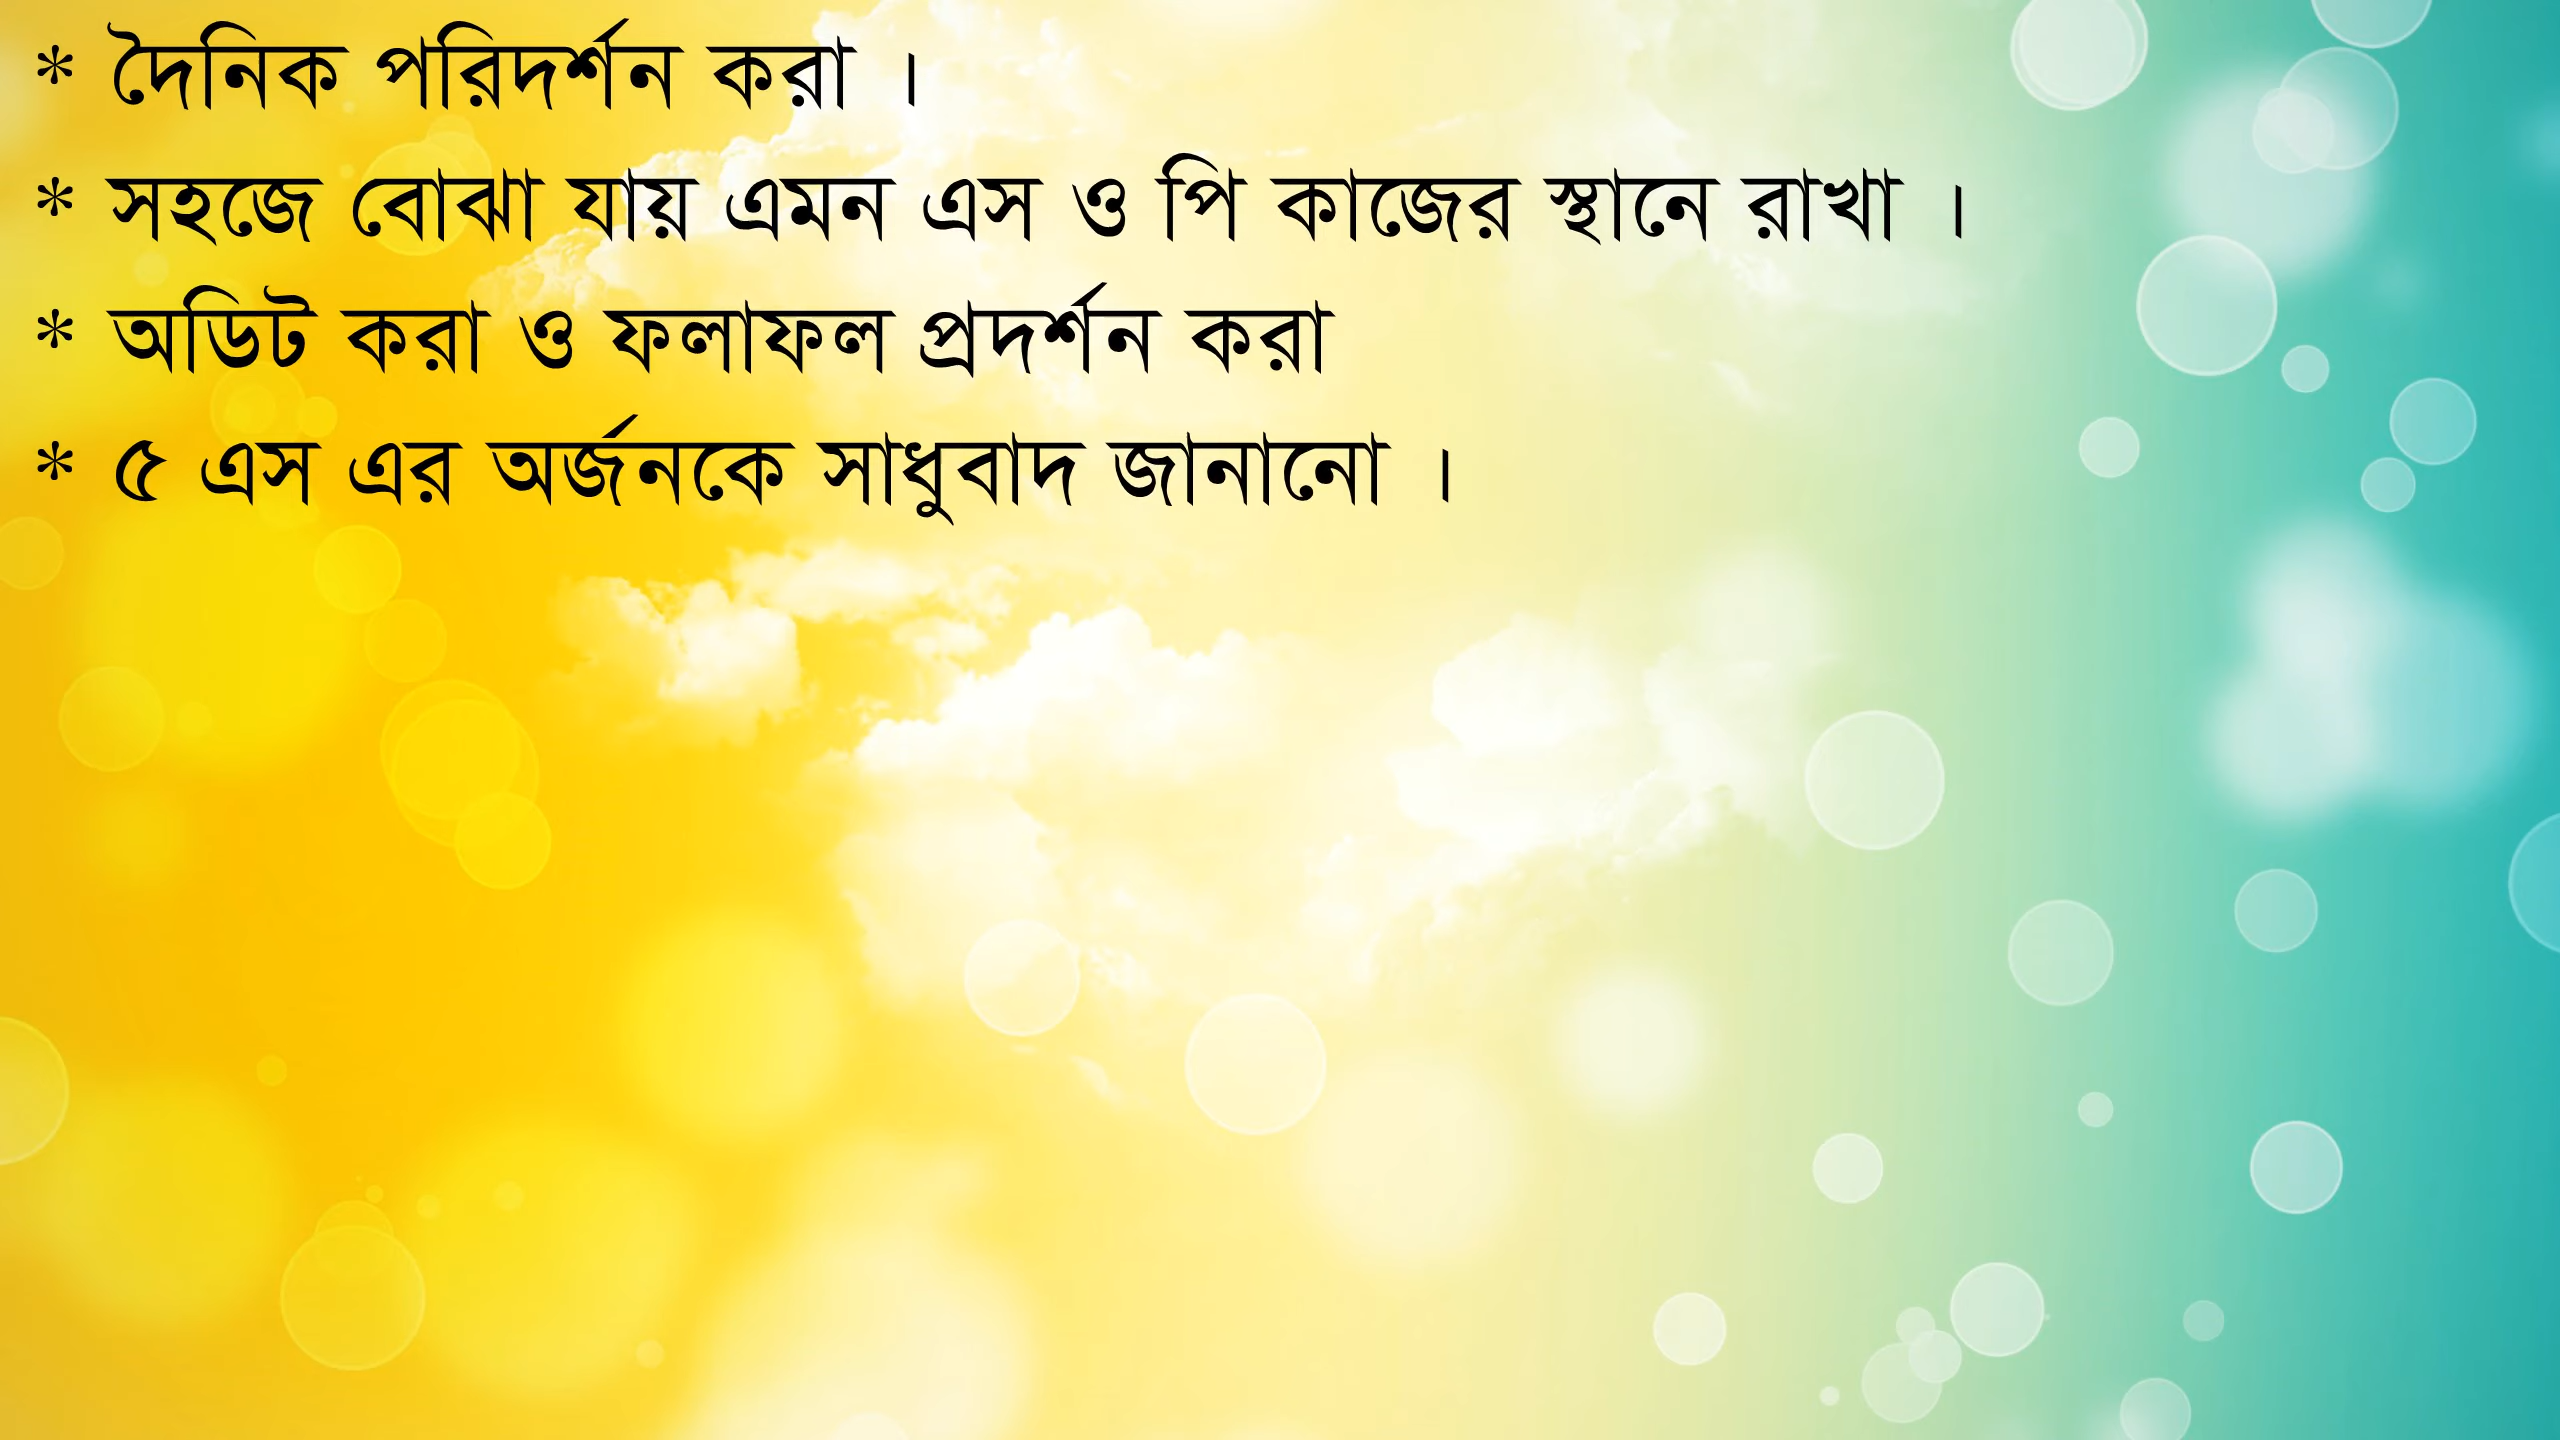 * দৈনিক পরিদর্শন করা ।
* সহজে বোঝা যায় এমন এস ও পি কাজের স্থানে রাখা ।
* অডিট করা ও ফলাফল প্রদর্শন করা
* ৫ এস এর অর্জনকে সাধুবাদ জানানো ।